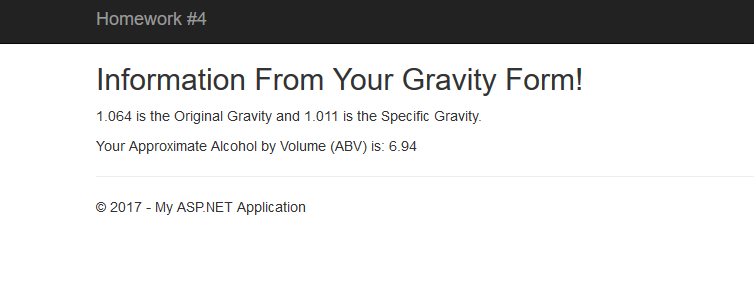 Homework #4
Information From Your Gravity Form!
1.064 is the Original Gravity and 1.011 is the Specific Gravity.
Your Approximate Alcohol by Volume (ABV) is: 6.94
© 2017 - My ASP.NET Application